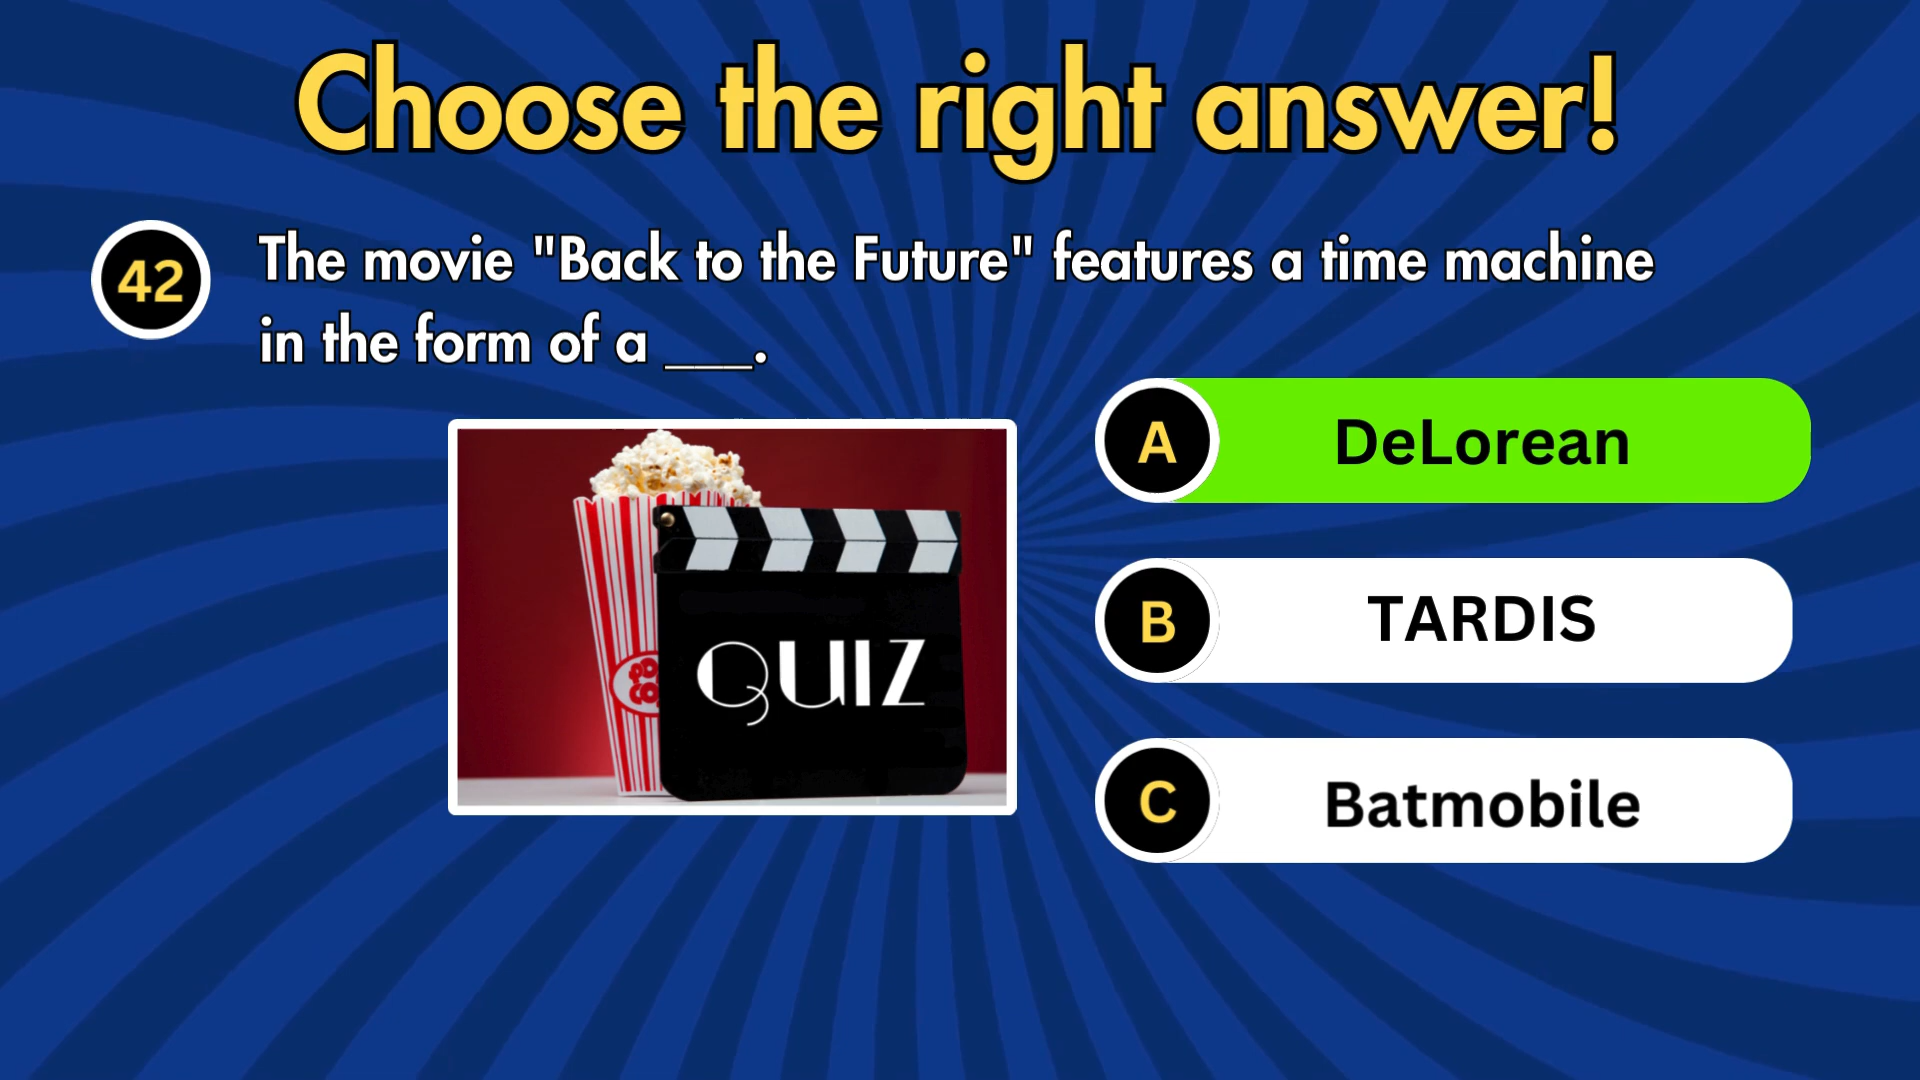 Choose the right answer!
42
The movie "Back to the Future" features a time machine
in the form of a ___.
A
DeLorean
B
TARDIS
C
Batmobile
QUIZ